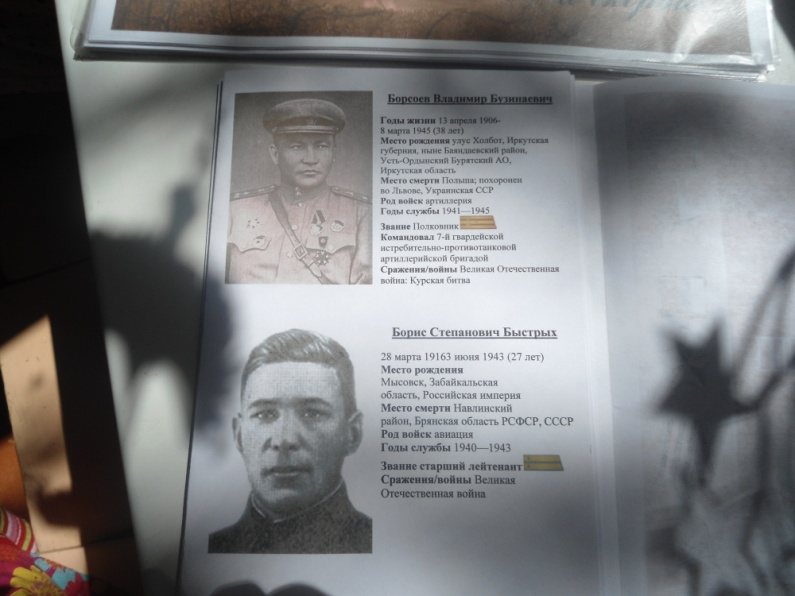 Борсоев Владимир Бузинаевич
Годы жизни 13 апреля 1906-
8 марта 1945 (38 лет)
Место рождения улус Холбот, Иркутская
губерния, ныне Баяндаевский район,
Усть-Ордынский Бурятский АО,
Иркутская область
Место смерти Польша; похоронен
во Львове, Украинская ССР
Род войск артиллерия
Годы службы 1941—1945
Звание Полковник
Командовал 7-й гвардейской
истребительно-противотанковой
артиллерийской бригадой
Сражения/войны Великая Отечественная
война: Курская битва
Борис Степанович Быстрых
28 марта 19163 июня 1943 (27 лет)
Место рождения
Мысовск, Забайкальская
область, Российская империя
Место смерти Навлинский
район, Брянская область РСФСР, СССР
Род войск авиация
Годы службы 1940—1943
Звание старший лейтенант
Сражения/войны Великая
Отечественная война